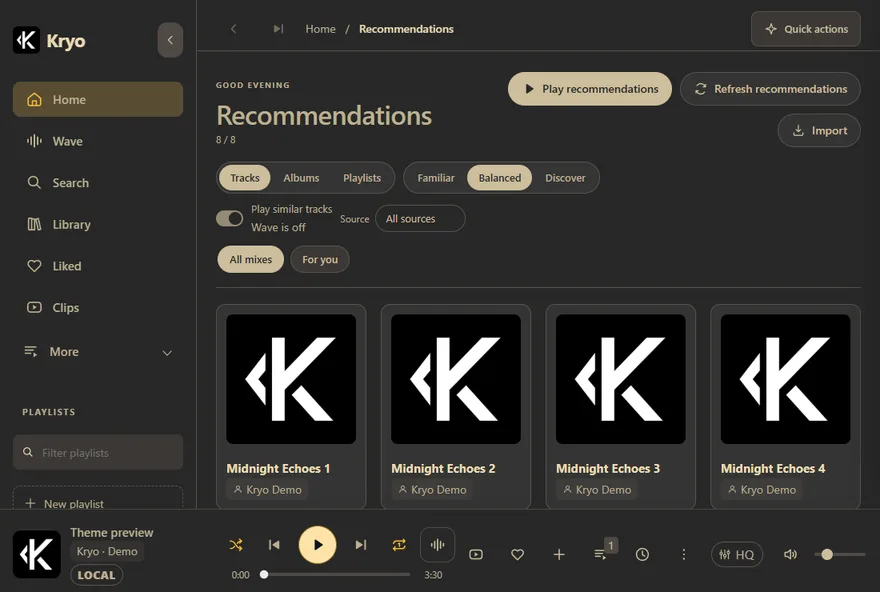 Kryo
Home / Recommendations
Quick actions
Home
Wave
Search
Library
Liked
Clips
More
PLAYLISTS
Filter playlists
New playlist
GOOD EVENING
Recommendations
8 / 8
Play recommendations
Refresh recommendations
Import
Tracks Albums Playlists
Familiar Balanced Discover
Play similar tracks
Wave is off
Source
All sources
All mixes
For you
Midnight Echoes 1
Kryo Demo
Midnight Echoes 2
Kryo Demo
Midnight Echoes 3
Kryo Demo
Midnight Echoes 4
Kryo Demo
Theme preview
Kryo · Demo
LOCAL
0:00
3:30
1
HQ